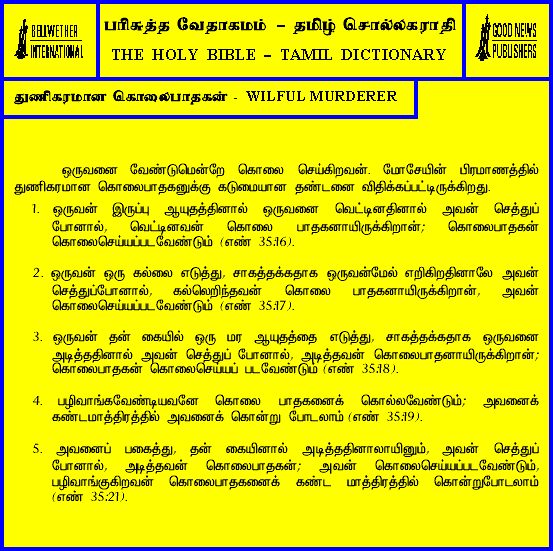 BELLWETHER
INTERNATIONAL
பரிசுத்த வேதாகமம் – தமிழ் சொல்லகராதி
THE HOLY BIBLE – TAMIL DICTIONARY
GOOD NEWS
PUBLISHERS
துணிகரமான கொலைபாதகன் - WILFUL MURDERER
ஒருவனை வேண்டுமென்றே கொலை செய்கிறவன். மோசேயின் பிரமாணத்தில்
துணிகரமான கொலைபாதகனுக்கு கடுமையான தண்டனை விதிக்கப்பட்டிருக்கிறது.
1. ஒருவன் இருப்பு ஆயுதத்தினால் ஒருவனை வெட்டினதினால் அவன் செத்துப்
போனால், வெட்டினவன் கொலை பாதகனாயிருக்கிறான்; கொலைபாதகன்
கொலைசெய்யப்படவேண்டும் (எண் 35:16).
2. ஒருவன் ஒரு கல்லை எடுத்து, சாகத்தக்கதாக ஒருவன்மேல் எறிகிறதினாலே அவன்
செத்துப்போனால், கல்லெறிந்தவன் கொலை பாதகனாயிருக்கிறான், அவன்
கொலைசெய்யப்படவேண்டும் (எண் 35:17).
3. ஒருவன் தன் கையில் ஒரு மர ஆயுதத்தை எடுத்து, சாகத்தக்கதாக ஒருவனை
அடித்ததினால் அவன் செத்துப் போனால், அடித்தவன் கொலைபாதனாயிருக்கிறான்;
கொலைபாதகன் கொலைசெய்யப் படவேண்டும் (எண் 35:18).
4. பழிவாங்கவேண்டியவனே கொலை பாதகனைக் கொல்லவேண்டும்; அவனைக்
கண்டமாத்திரத்தில் அவனைக் கொன்று போடலாம் (எண் 35:19).
5. அவனைப் பகைத்து, தன் கையினால் அடித்ததினாலாயினும், அவன் செத்துப்
போனால், அடித்தவன் கொலைபாதகன்; அவன் கொலைசெய்யப்படவேண்டும்,
பழிவாங்குகிறவன் கொலைபாதகனைக் கண்ட மாத்திரத்தில் கொன்றுபோடலாம்
(எண் 35:21).